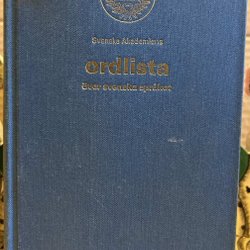 Svenska Akademiens
ordlista
över svenska språket